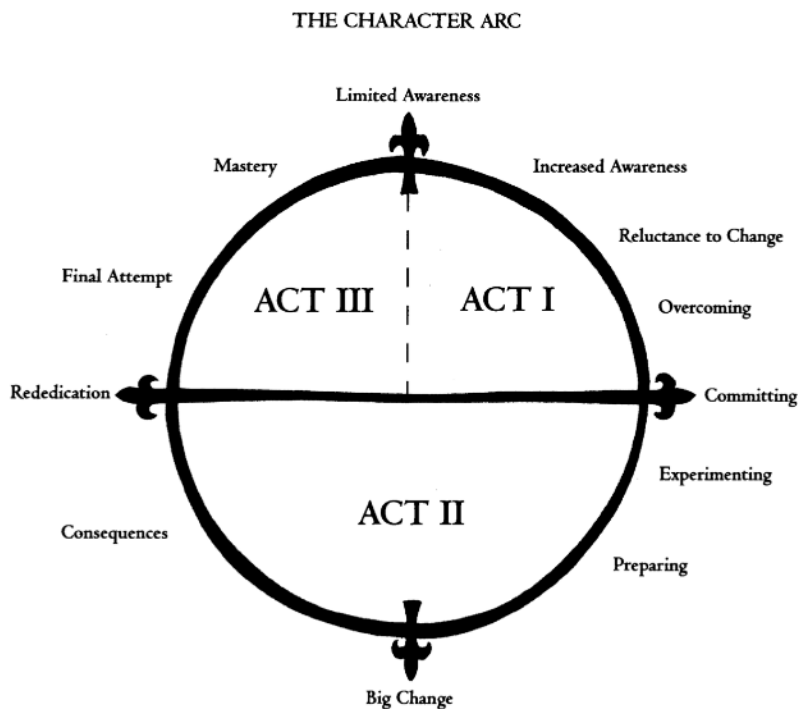 THE CHARACTER ARC
Limited Awareness
Mastery
Increased Awareness
Reluctance to Change
Final Attempt
ACT III
ACT I
Overcoming
Rededication
Committing
Experimenting
ACT II
Consequences
Preparing
Big Change